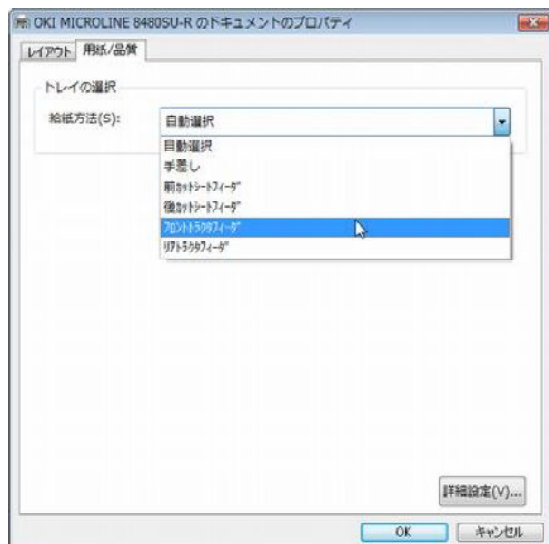 OKI MICROLINE 8480SU-R のドキュメントのプロパティ
レイアウト 用紙/品質
トレイの選択
給紙方法(S): 自動選択
自動選択
手差し
前ｶｯﾄｼｰﾄﾌｨｰﾀﾞ
後ｶｯﾄｼｰﾄﾌｨｰﾀﾞ
ﾌﾛﾝﾄﾄﾗｸﾀﾌｨｰﾀﾞ
ﾘｱﾄﾗｸﾀﾌｨｰﾀﾞ
詳細設定(V)...
OK キャンセル